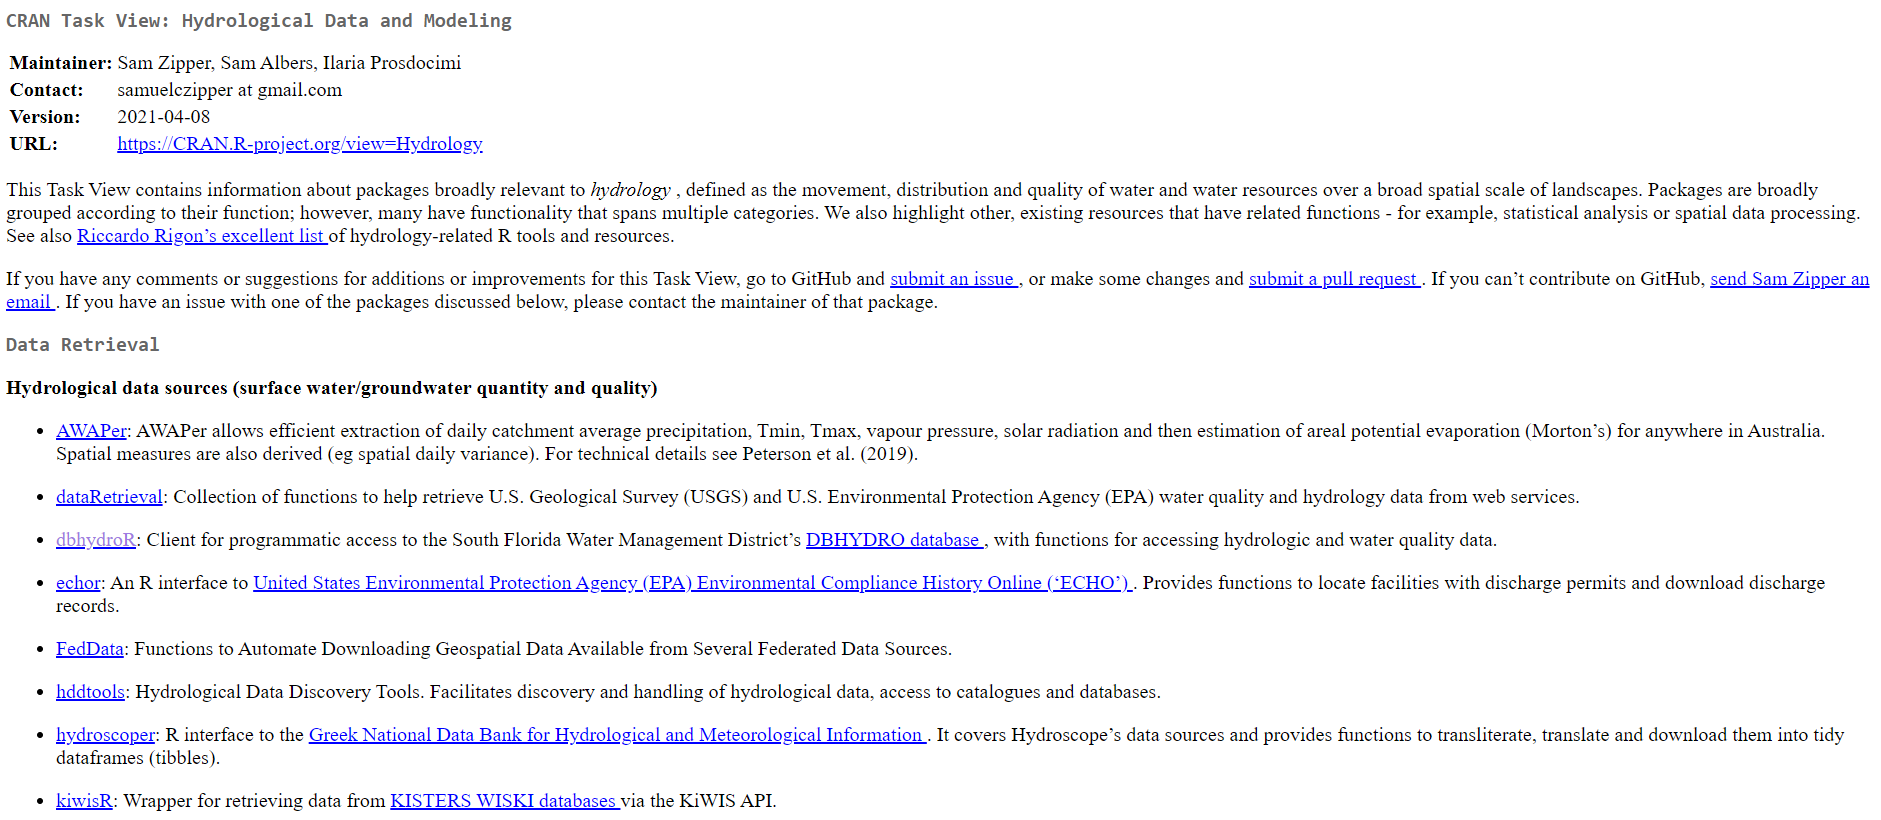 CRAN Task View: Hydrological Data and Modeling
Maintainer: Sam Zipper, Sam Albers, Ilaria Prosdocimi
Contact: samuelczipper at gmail.com
Version: 2021-04-08
URL: https://CRAN.R-project.org/view=Hydrology
This Task View contains information about packages broadly relevant to hydrology , defined as the movement, distribution and quality of water and water resources over a broad spatial scale of landscapes. Packages are broadly
grouped according to their function; however, many have functionality that spans multiple categories. We also highlight other, existing resources that have related functions - for example, statistical analysis or spatial data processing.
See also Riccardo Rigon’s excellent list of hydrology-related R tools and resources.
If you have any comments or suggestions for additions or improvements for this Task View, go to GitHub and submit an issue , or make some changes and submit a pull request . If you can’t contribute on GitHub, send Sam Zipper an
email . If you have an issue with one of the packages discussed below, please contact the maintainer of that package.
Data Retrieval
Hydrological data sources (surface water/groundwater quantity and quality)
• AWAPer: AWAPer allows efficient extraction of daily catchment average precipitation, Tmin, Tmax, vapour pressure, solar radiation and then estimation of areal potential evaporation (Morton’s) for anywhere in Australia.
Spatial measures are also derived (eg spatial daily variance). For technical details see Peterson et al. (2019).
• dataRetrieval: Collection of functions to help retrieve U.S. Geological Survey (USGS) and U.S. Environmental Protection Agency (EPA) water quality and hydrology data from web services.
• dbhydroR: Client for programmatic access to the South Florida Water Management District’s DBHYDRO database , with functions for accessing hydrologic and water quality data.
• echor: An R interface to United States Environmental Protection Agency (EPA) Environmental Compliance History Online (‘ECHO’) . Provides functions to locate facilities with discharge permits and download discharge
records.
• FedData: Functions to Automate Downloading Geospatial Data Available from Several Federated Data Sources.
• hddtools: Hydrological Data Discovery Tools. Facilitates discovery and handling of hydrological data, access to catalogues and databases.
• hydroscoper: R interface to the Greek National Data Bank for Hydrological and Meteorological Information . It covers Hydroscope’s data sources and provides functions to transliterate, translate and download them into tidy
dataframes (tibbles).
• kiwisR: Wrapper for retrieving data from KISTERS WISKI databases via the KiWIS API.